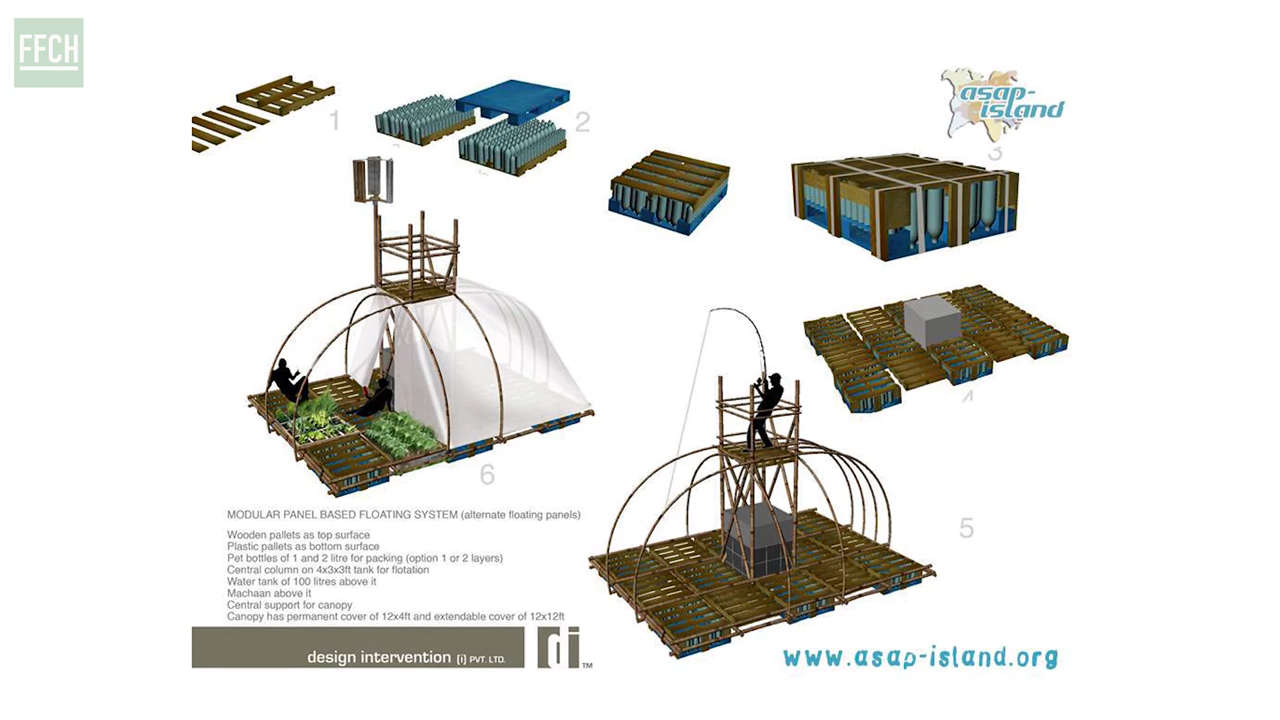 FFCH
1
2
asap-
island
3
4
5
6
MODULAR PANEL BASED FLOATING SYSTEM (alternate floating panels)
Wooden pallets as top surface
Plastic pallets as bottom surface
Pet bottles of 1 and 2 litre for packing (option 1 or 2 layers)
Central column on 4x3x3ft tank for flotation
Water tank of 100 litres above it
Machaan above it
Central support for canopy
Canopy has permanent cover of 12x4ft and extendable cover of 12x12ft
design intervention [i] PVT. LTD.
di TM
www.asap-island.org